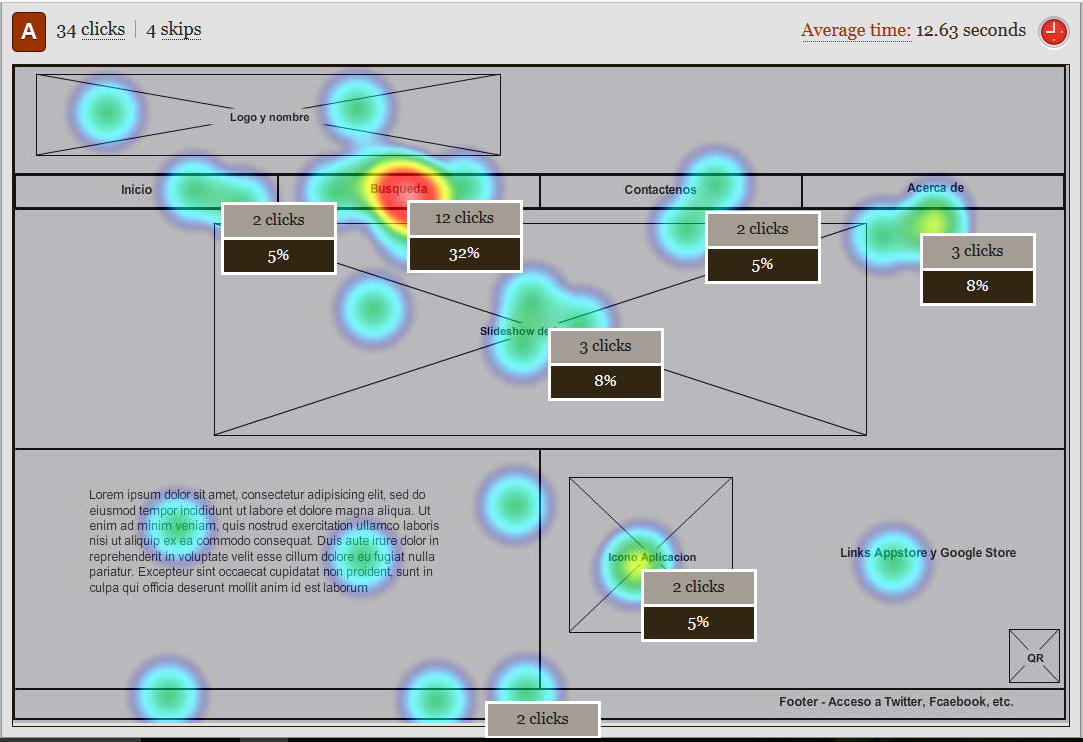 A 34 clicks 4 skips Average time: 12.63 seconds
Logo y nombre
Inicio Busqueda Contactenos Acerca de
2 clicks 12 clicks 2 clicks 3 clicks
5% 32% 5% 8%
Slideshow de
3 clicks
8%
Lorem ipsum dolor sit amet, consectetur adipisicing elit, sed do
eiusmod tempor incididunt ut labore et dolore magna aliqua. Ut
enim ad minim veniam, quis nostrud exercitation ullamco laboris
nisi ut aliquip ex ea commodo consequat. Duis aute irure dolor in
reprehenderit in voluptate velit esse cillum dolore eu fugiat nulla
pariatur. Excepteur sint occaecat cupidatat non proident, sunt in
culpa qui officia deserunt mollit anim id est laborum
Icono Aplicacion
2 clicks
5%
Links Appstore y Google Store
QR
Footer - Acceso a Twitter, Fcaebook, etc.
2 clicks